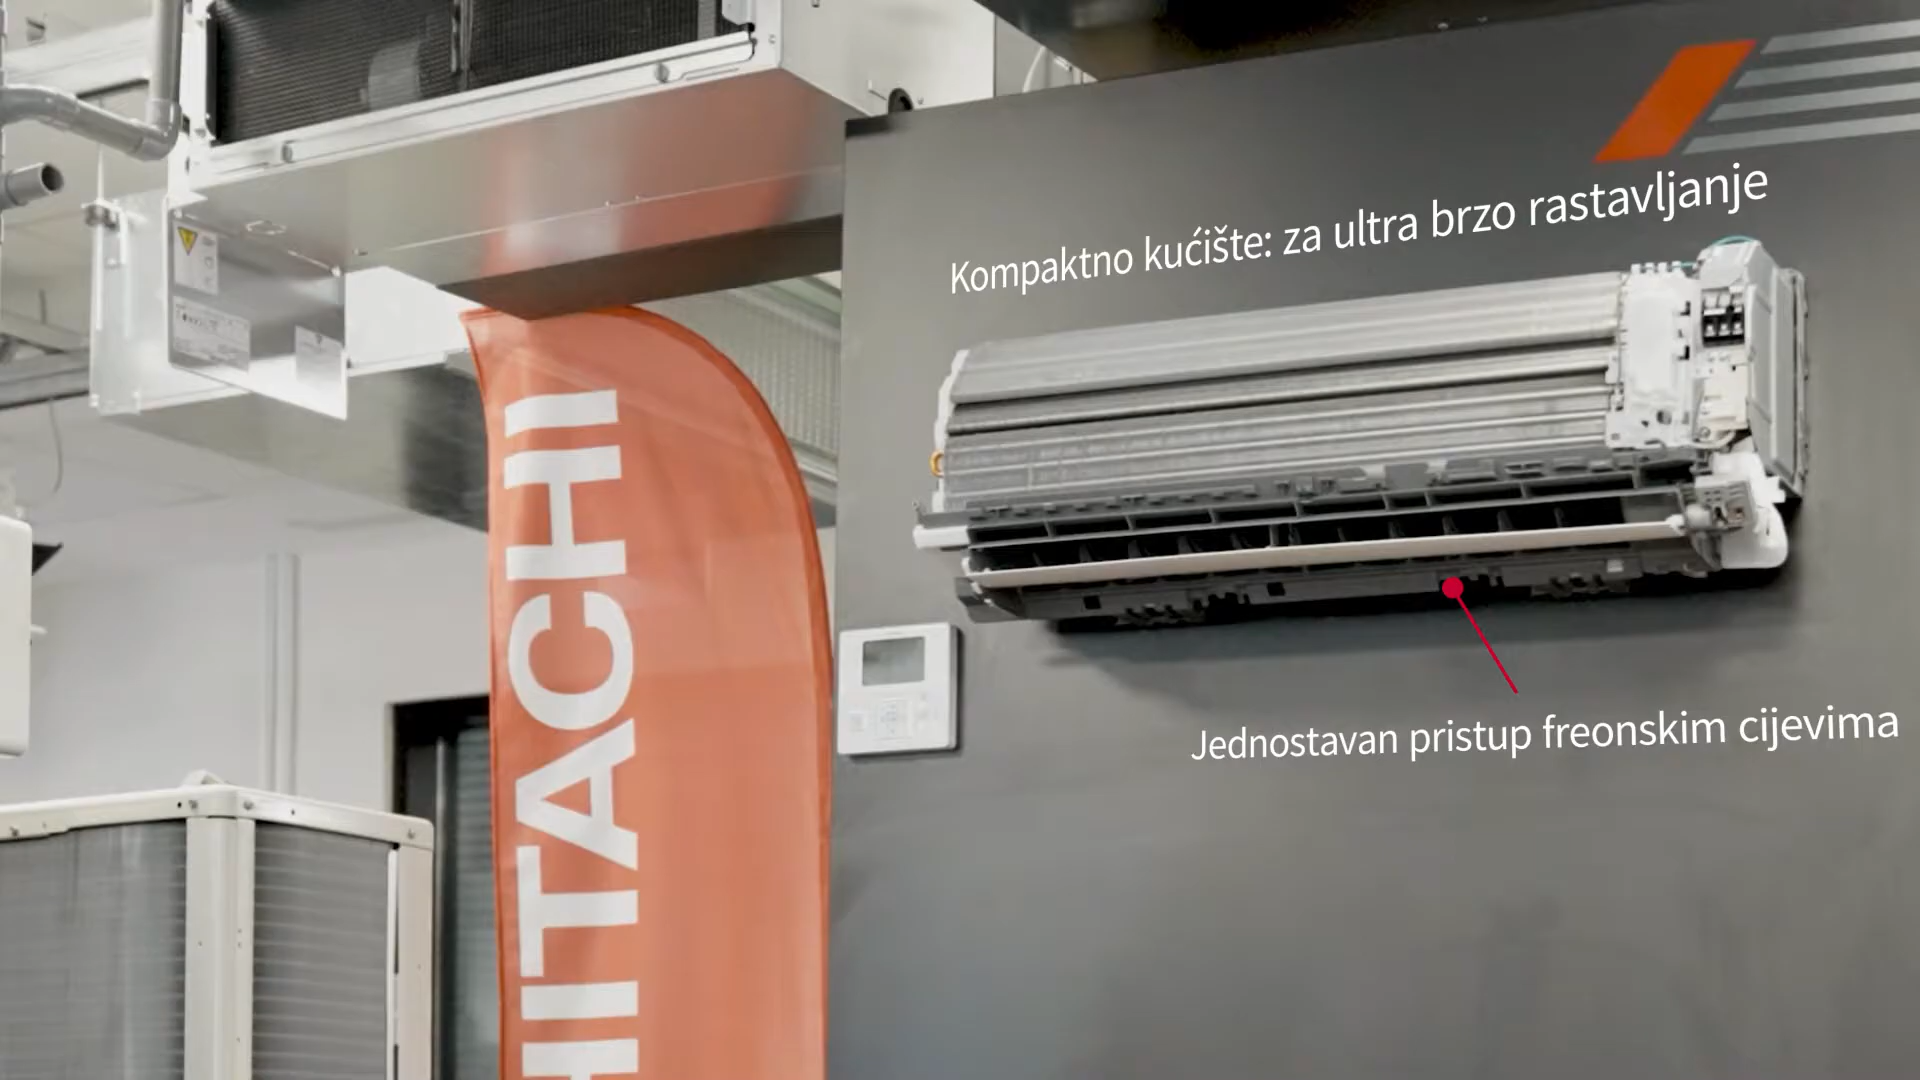 Kompaktno kućište: za ultra brzo rastavljanje
HITACHI
Jednostavan pristup freonskim cijevima